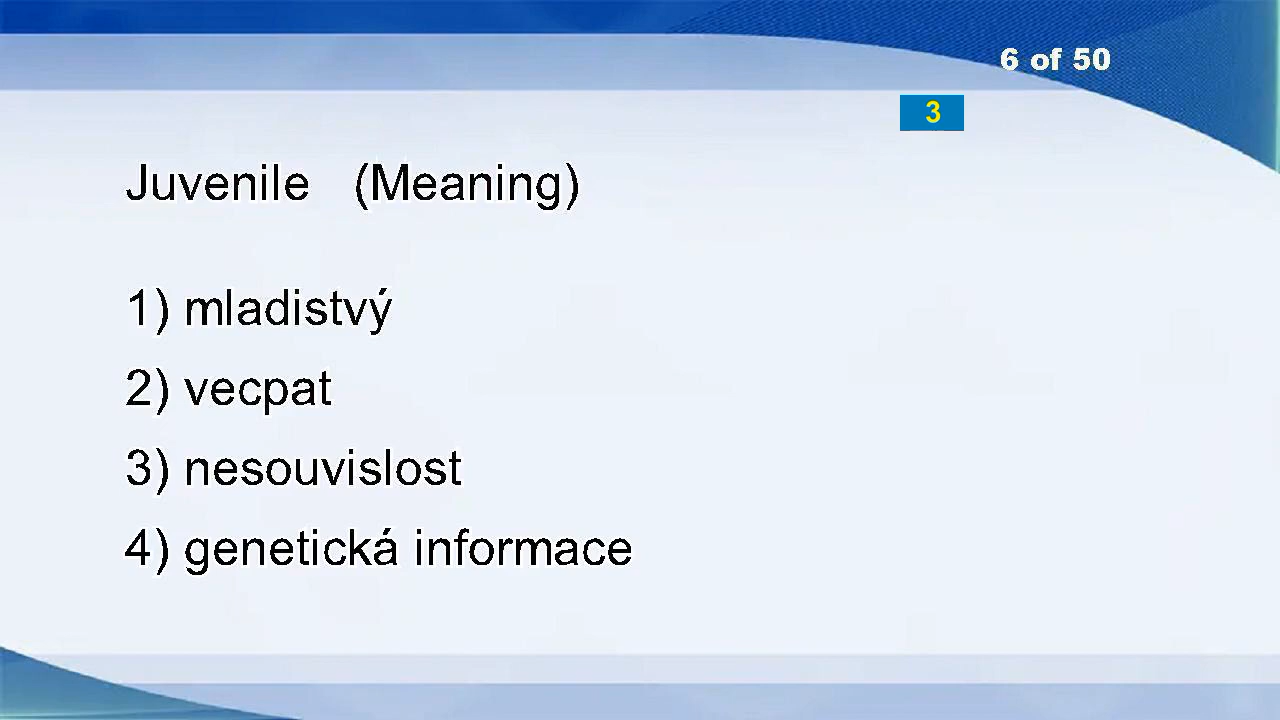 6 of 50
3
Juvenile (Meaning)
1) mladistvý
2) vecpat
3) nesouvislost
4) genetická informace